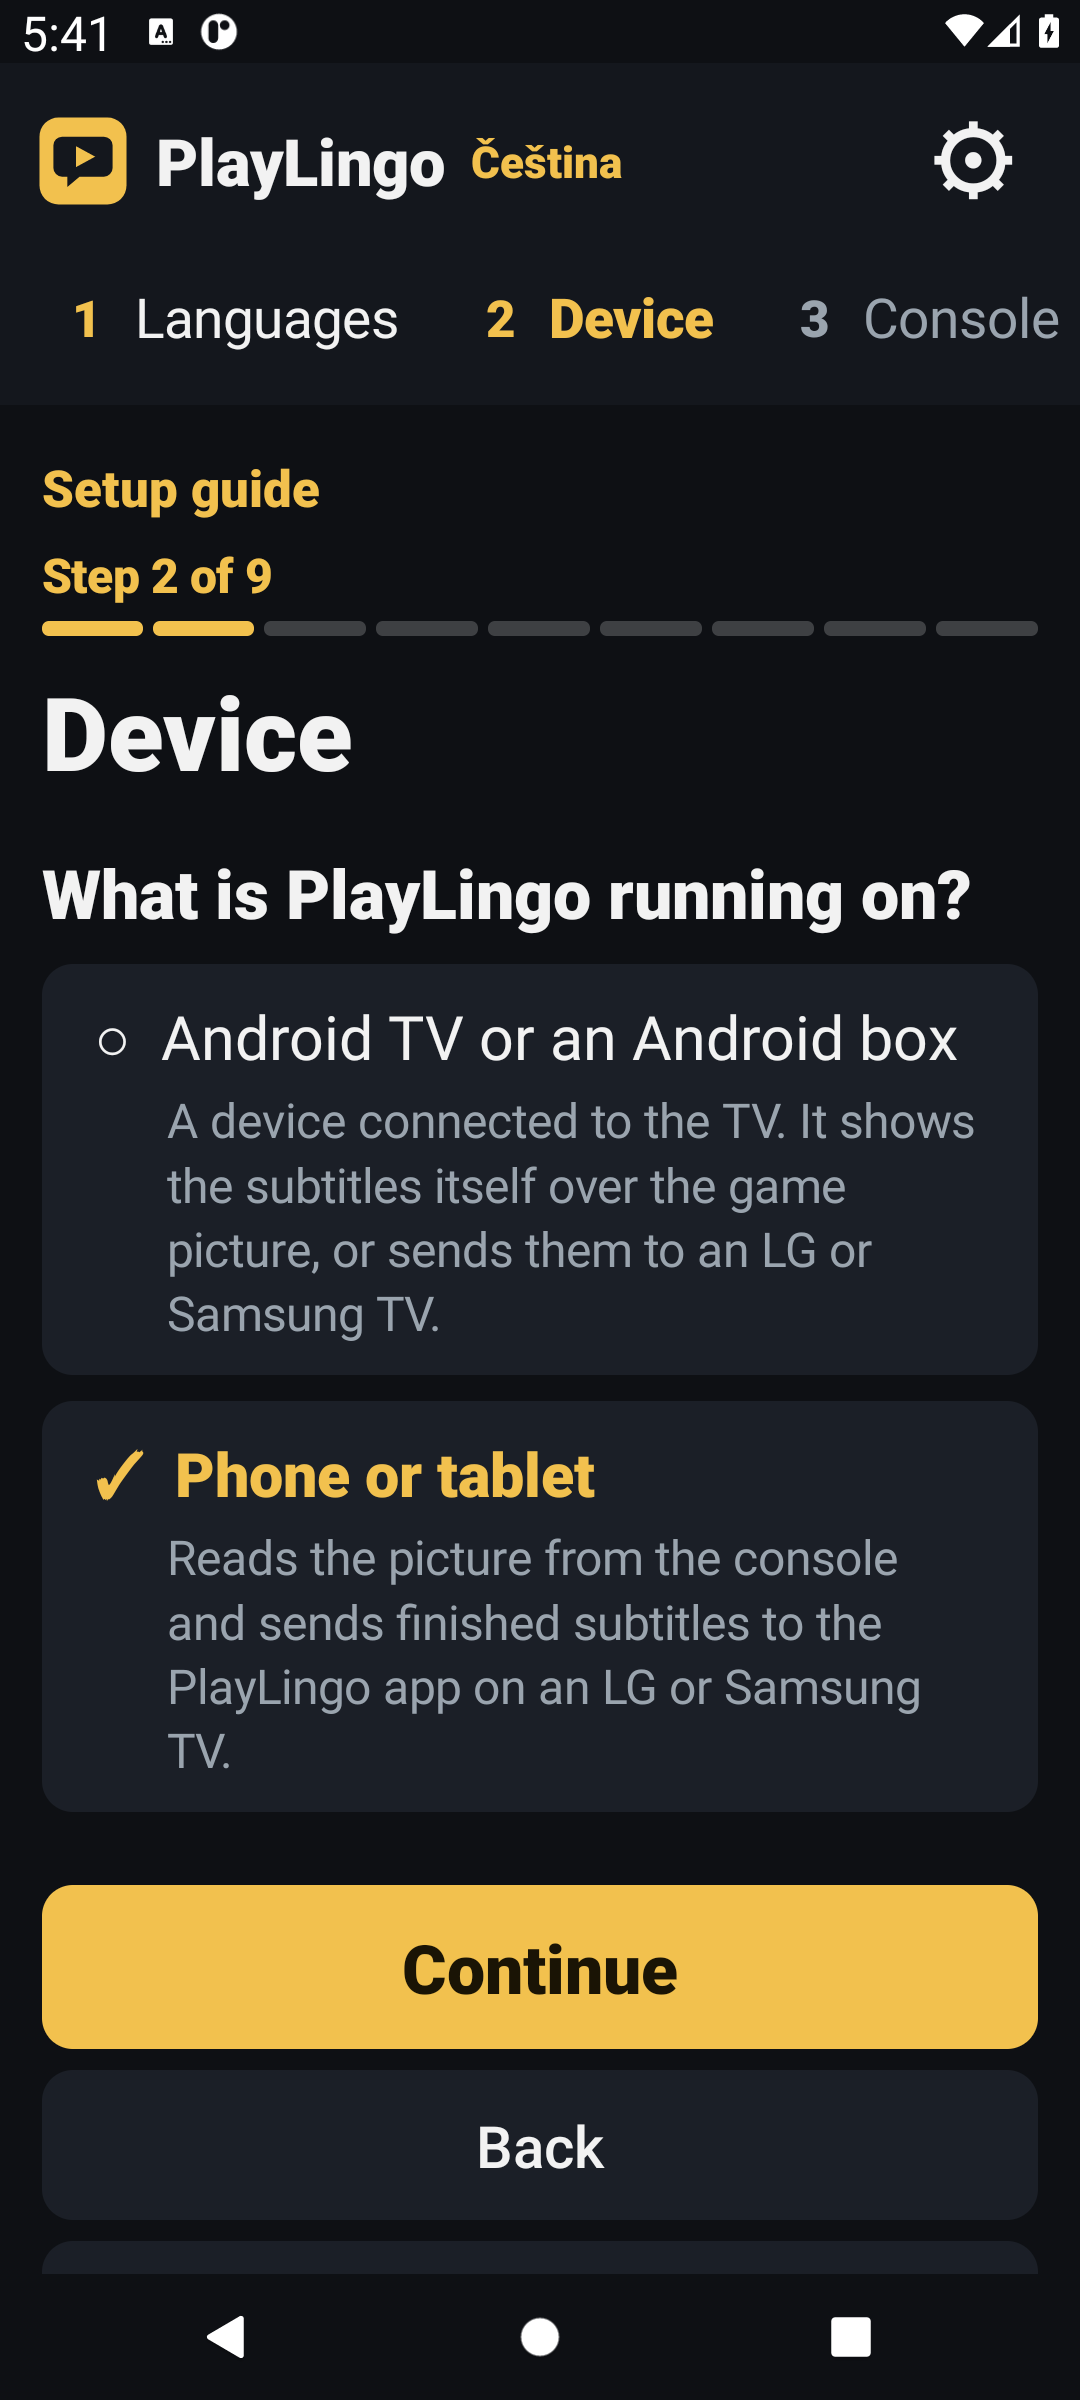 5:41
PlayLingo Čeština
1 Languages 2 Device 3 Console
Setup guide
Step 2 of 9
Device
What is PlayLingo running on?
○ Android TV or an Android box
A device connected to the TV. It shows
the subtitles itself over the game
picture, or sends them to an LG or
Samsung TV.
✓ Phone or tablet
Reads the picture from the console
and sends finished subtitles to the
PlayLingo app on an LG or Samsung
TV.
Continue
Back